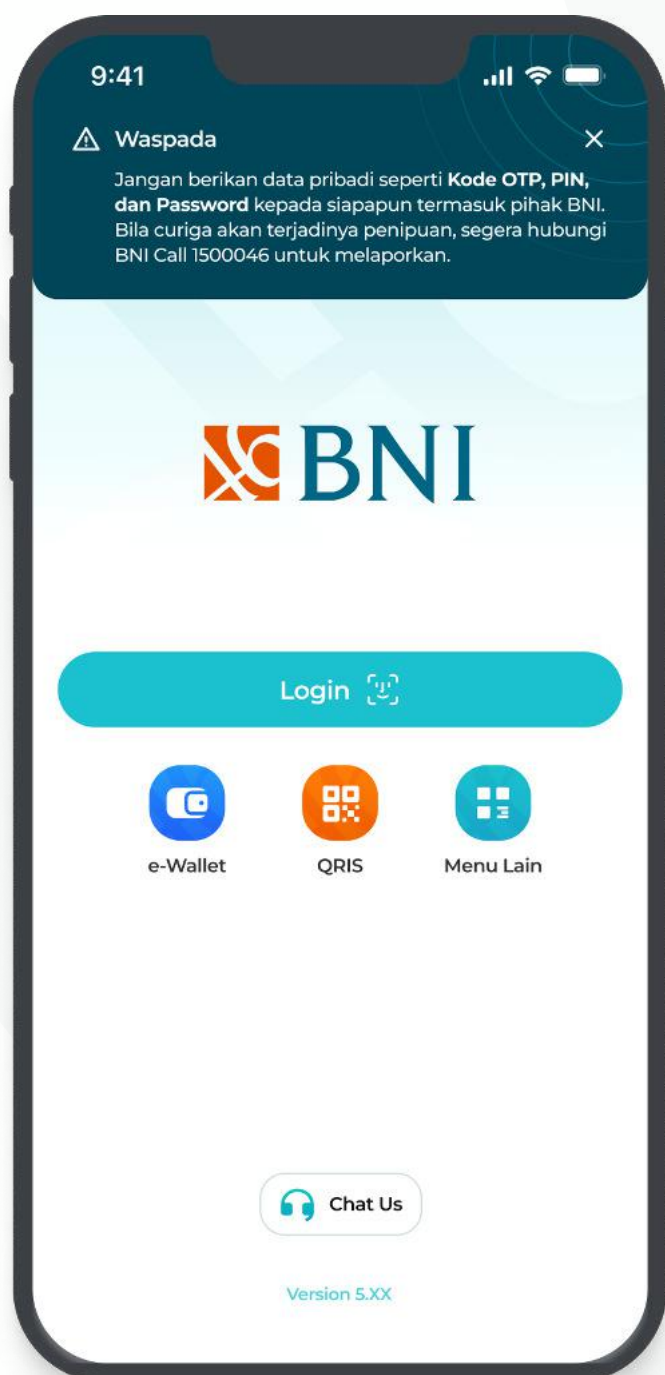 9:41
Waspada
Jangan berikan data pribadi seperti Kode OTP, PIN,
dan Password kepada siapapun termasuk pihak BNI.
Bila curiga akan terjadinya penipuan, segera hubungi
BNI Call 1500046 untuk melaporkan.
BNI
Login
e-Wallet QRIS Menu Lain
Chat Us
Version 5.XX